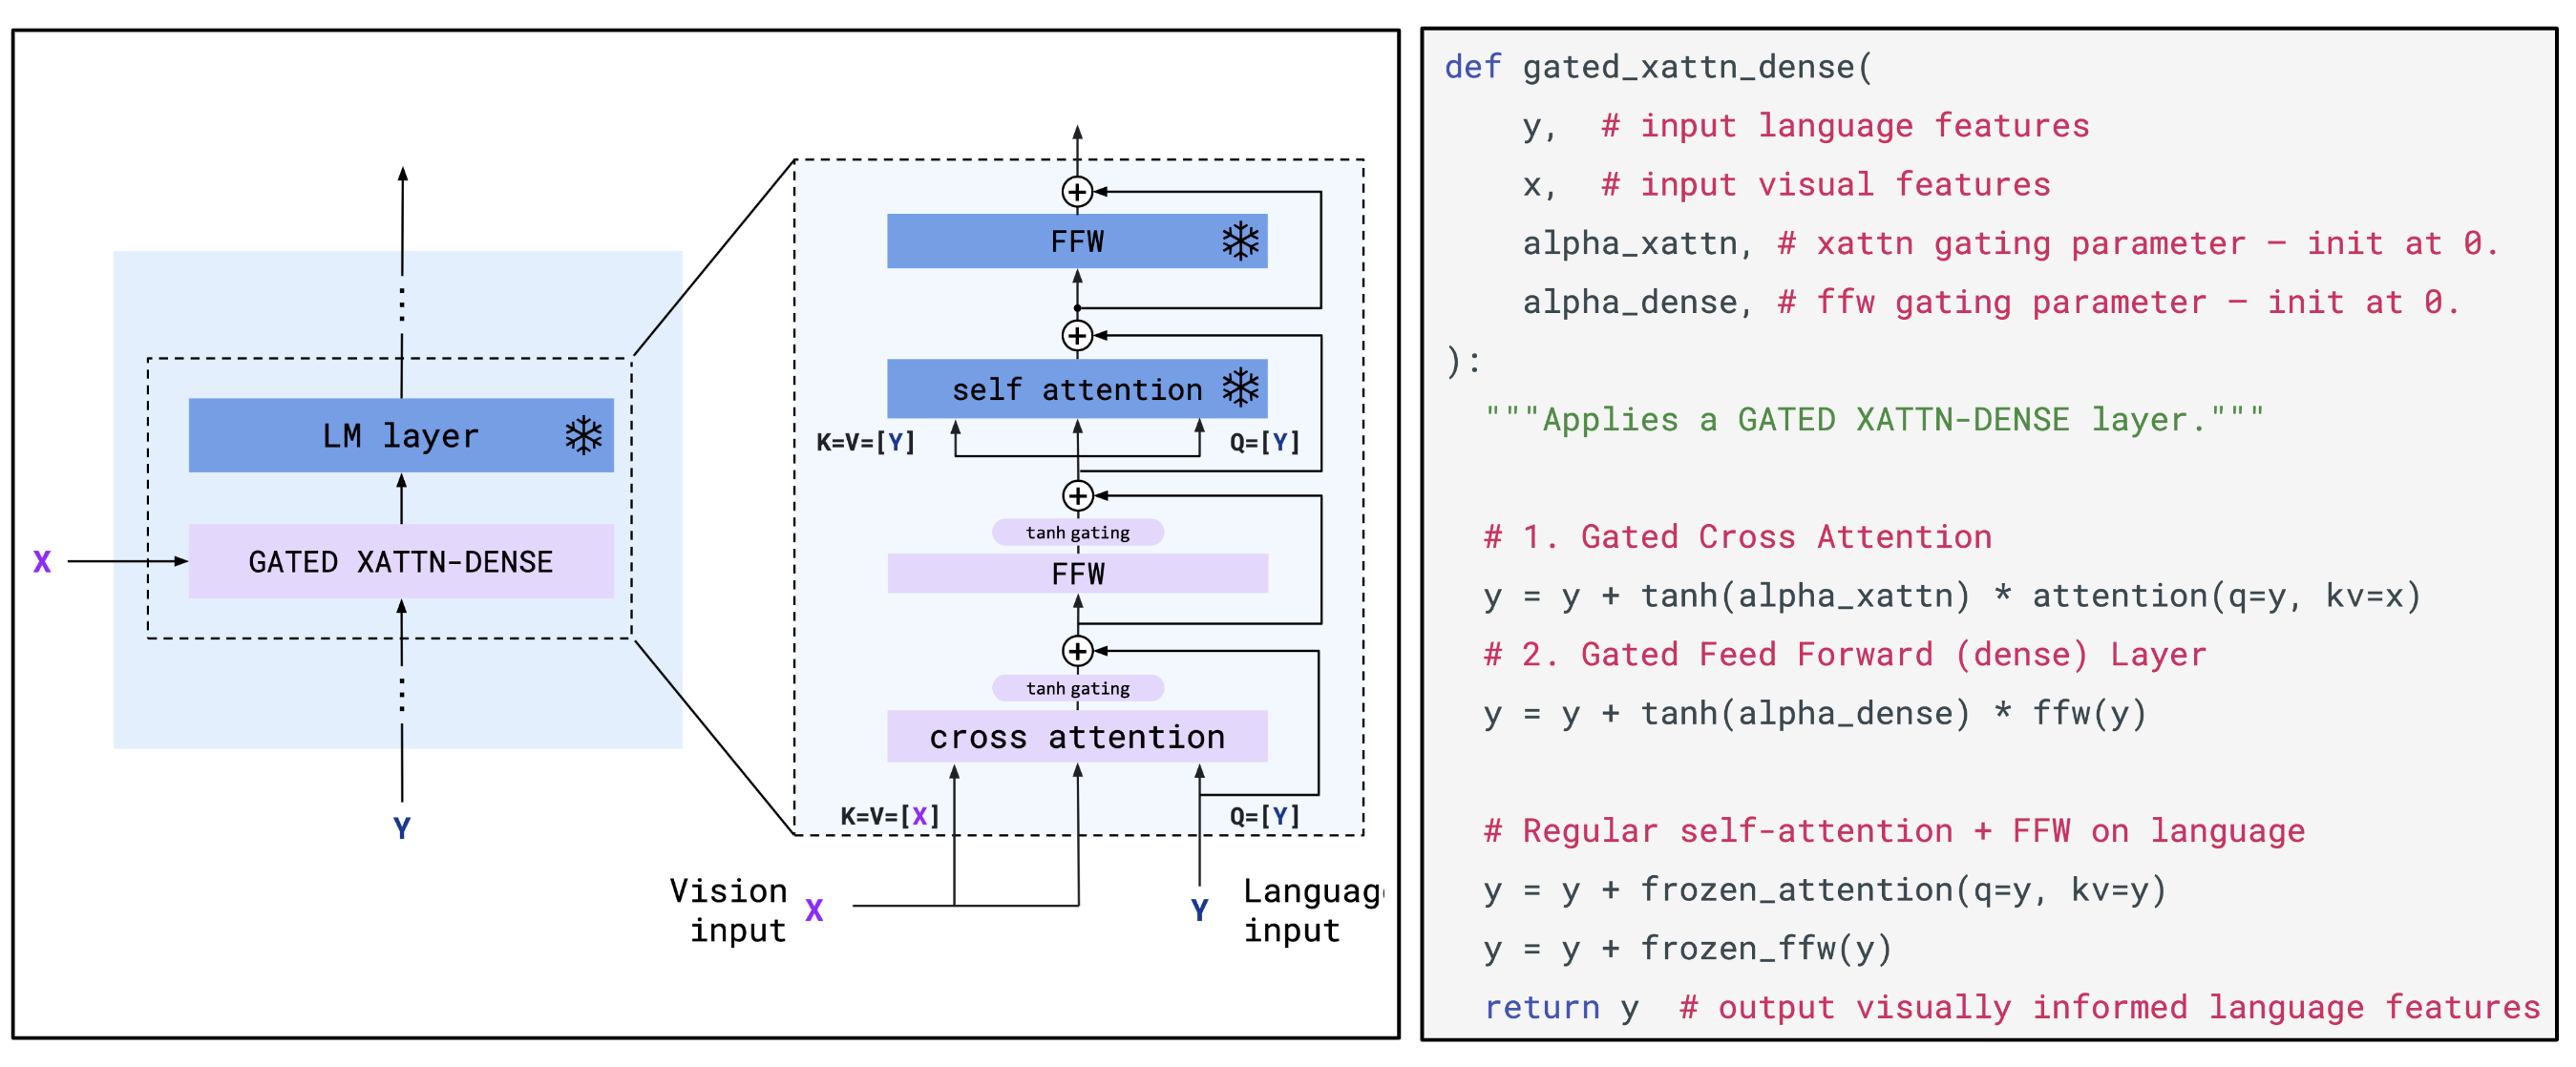 LM layer
X
GATED XATTN-DENSE
Y
FFW
self attention
K=V=[Y]
Q=[Y]
tanh gating
FFW
tanh gating
cross attention
K=V=[X]
Q=[Y]
Vision
input
X
Y
Languag
input
def gated_xattn_dense(
    y,  # input language features
    x,  # input visual features
    alpha_xattn, # xattn gating parameter – init at 0.
    alpha_dense, # ffw gating parameter – init at 0.
):
  """Applies a GATED XATTN-DENSE layer."""
  # 1. Gated Cross Attention
  y = y + tanh(alpha_xattn) * attention(q=y, kv=x)
  # 2. Gated Feed Forward (dense) Layer
  y = y + tanh(alpha_dense) * ffw(y)
  # Regular self-attention + FFW on language
  y = y + frozen_attention(q=y, kv=y)
  y = y + frozen_ffw(y)
  return y  # output visually informed language features